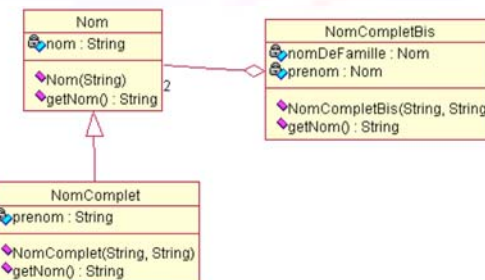 Nom
nom : String
Nom(String)
getNom() : String
2
NomCompletBis
nomDeFamille : Nom
prenom : Nom
NomCompletBis(String, String
getNom() : String
NomComplet
prenom : String
NomComplet(String, String)
getNom() : String